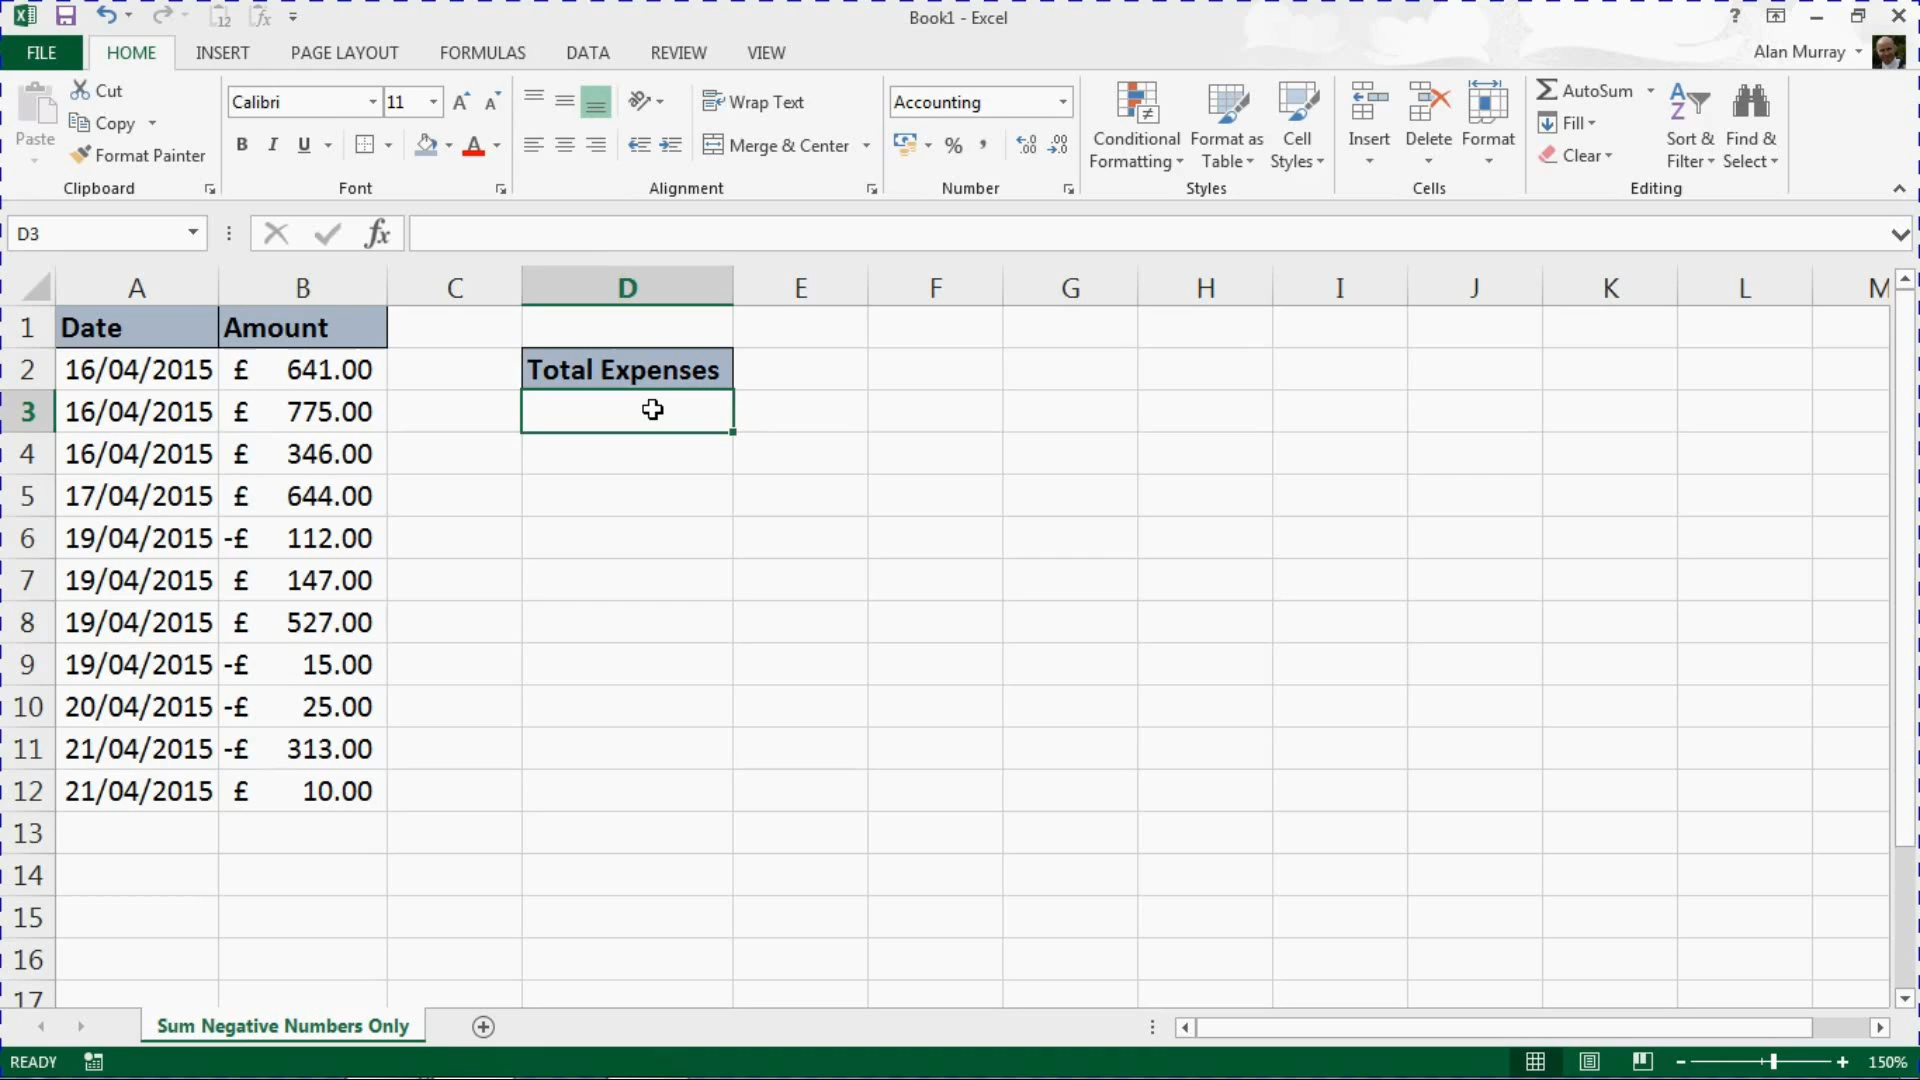 Book1 - Excel
?
FILE HOME INSERT PAGE LAYOUT FORMULAS DATA REVIEW VIEW Alan Murray
Paste Cut
Copy
Format Painter
Clipboard
Calibri 11
B I U A
Font
Wrap Text
Merge & Center
Alignment
Accounting
% ,
Number
Conditional Formatting
Format as Table
Cell Styles
Styles
Insert Delete Format
Cells
AutoSum
Fill
Clear
Sort & Filter
Find & Select
Editing
D3 fx
A B C D E F G H I J K L M
1 Date Amount
2 16/04/2015 £ 641.00 Total Expenses
3 16/04/2015 £ 775.00
4 16/04/2015 £ 346.00
5 17/04/2015 £ 644.00
6 19/04/2015 -£ 112.00
7 19/04/2015 £ 147.00
8 19/04/2015 £ 527.00
9 19/04/2015 -£ 15.00
10 20/04/2015 -£ 25.00
11 21/04/2015 -£ 313.00
12 21/04/2015 £ 10.00
13
14
15
16
17
Sum Negative Numbers Only
READY 150%